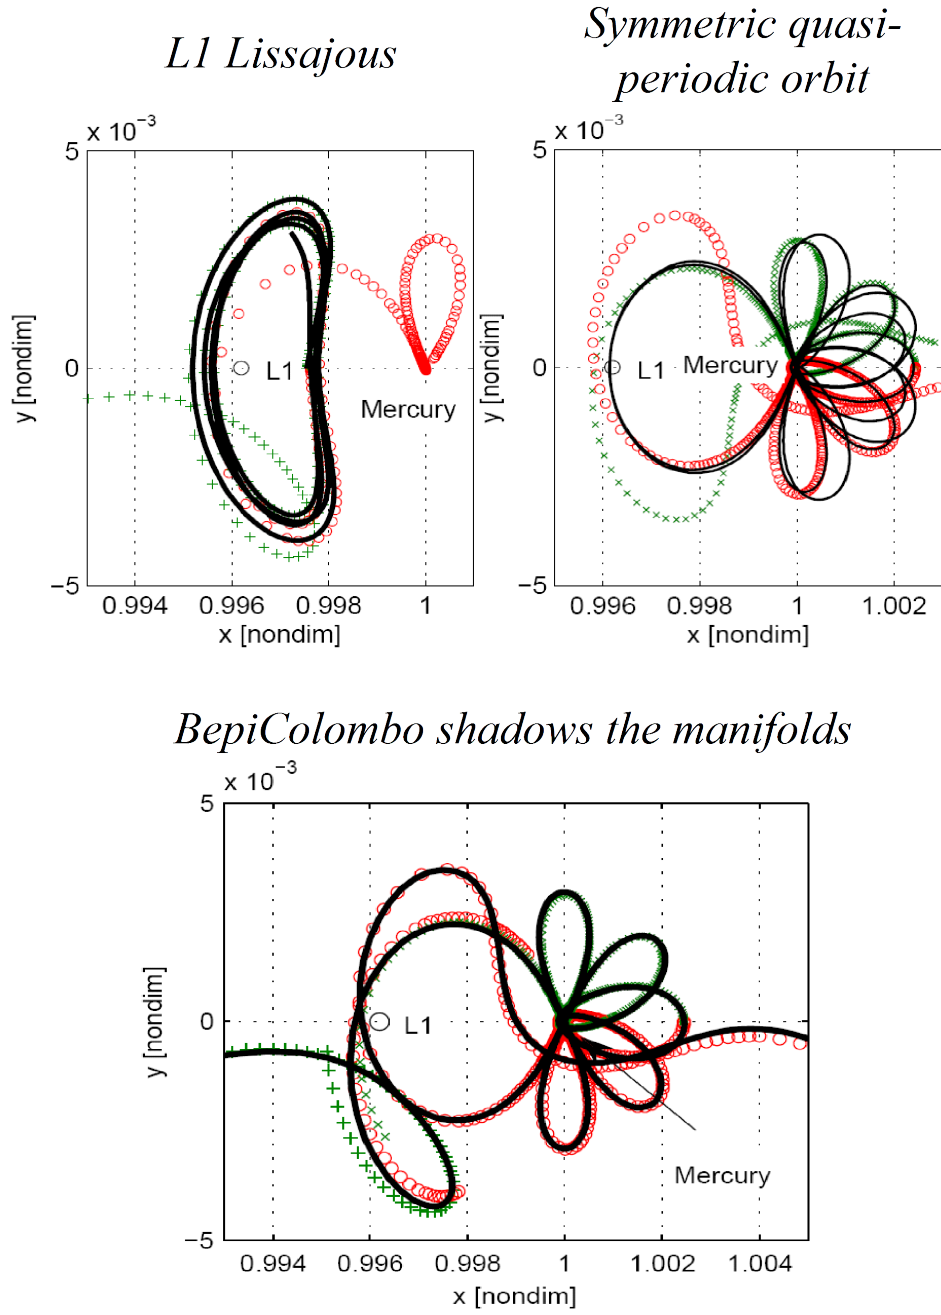 L1 Lissajous
Symmetric quasi-
periodic orbit
x 10⁻³
5
0
−5
y [nondim]
L1
Mercury
0.994
0.996
0.998
1
x [nondim]
x 10⁻³
5
0
−5
y [nondim]
L1
Mercury
0.996
0.998
1
1.002
x [nondim]
BepiColombo shadows the manifolds
x 10⁻³
5
0
−5
y [nondim]
L1
Mercury
0.994
0.996
0.998
1
1.002
1.004
x [nondim]